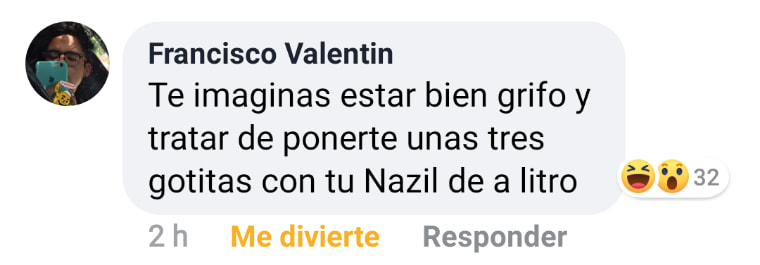 Francisco Valentin
Te imaginas estar bien grifo y
tratar de ponerte unas tres
gotitas con tu Nazil de a litro
32
2 h Me divierte Responder